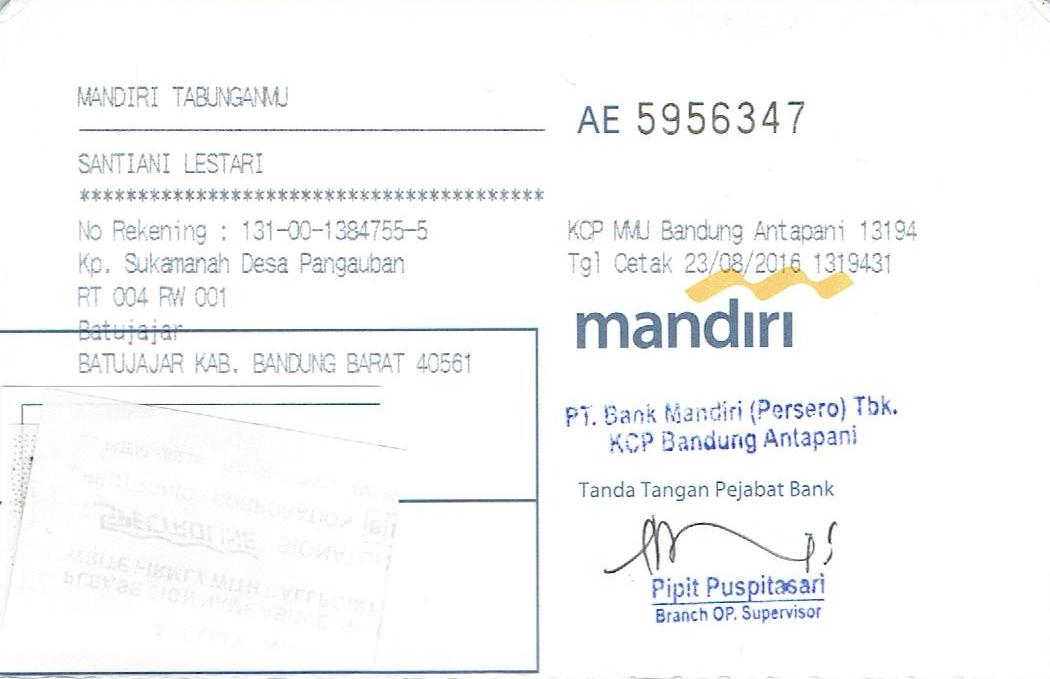 MANDIRI TABUNGANMU
AE 5956347
SANTIANI LESTARI
****************************************
No Rekening : 131-00-1384755-5
Kp. Sukamanah Desa Pangauban
RT 004 RW 001
Batujajar
BATUJAJAR KAB. BANDUNG BARAT 40561
KCP MMU Bandung Antapani 13194
Tgl Cetak 23/08/2016 1319431
mandiri
PT. Bank Mandiri (Persero) Tbk.
KCP Bandung Antapani
Tanda Tangan Pejabat Bank
Pipit Puspitasari
Branch OP. Supervisor
CORPORATION
SPECTROLINE
WRITE FIRMLY WITH BALLPOINT
PLEASE SIGN NAME ABOVE